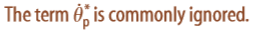 The term θ̇*ₚ is commonly ignored.